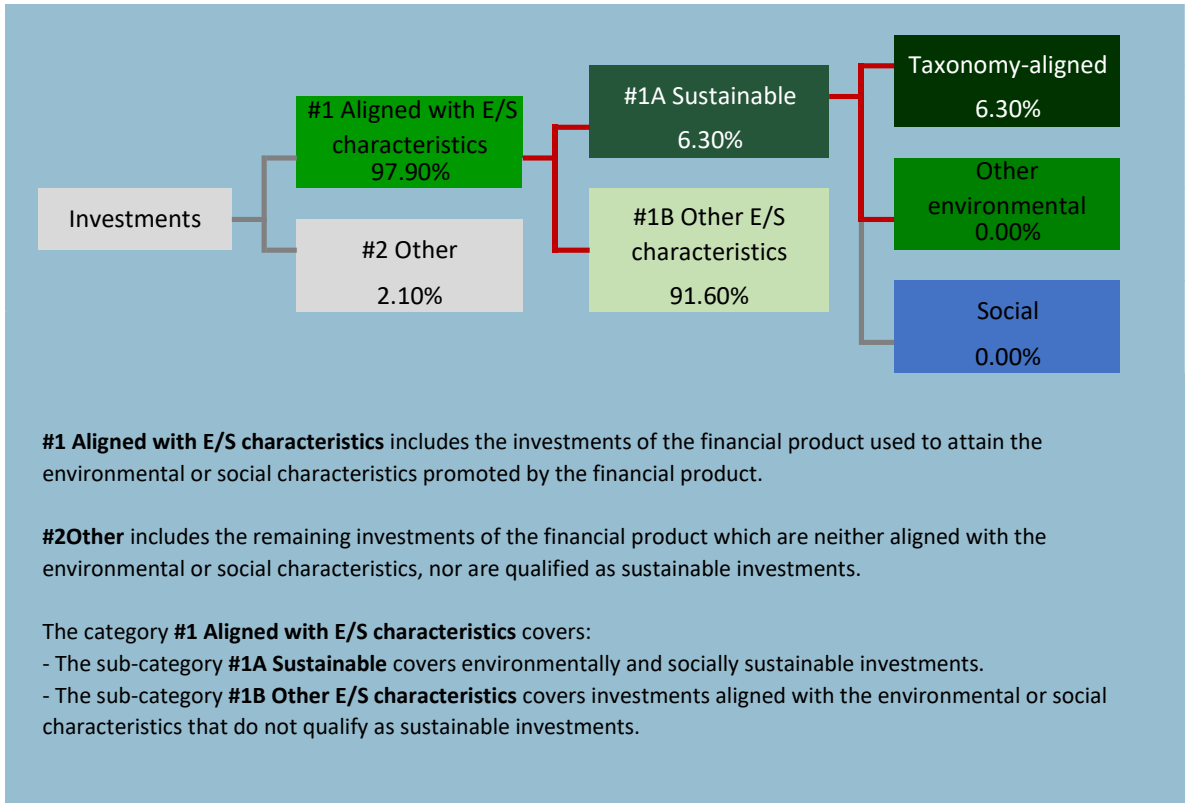 Investments
#1 Aligned with E/S
characteristics
97.90%
#2 Other
2.10%
#1A Sustainable
6.30%
#1B Other E/S
characteristics
91.60%
Taxonomy-aligned
6.30%
Other
environmental
0.00%
Social
0.00%
#1 Aligned with E/S characteristics includes the investments of the financial product used to attain the
environmental or social characteristics promoted by the financial product.
#2Other includes the remaining investments of the financial product which are neither aligned with the
environmental or social characteristics, nor are qualified as sustainable investments.
The category #1 Aligned with E/S characteristics covers:
- The sub-category #1A Sustainable covers environmentally and socially sustainable investments.
- The sub-category #1B Other E/S characteristics covers investments aligned with the environmental or social
characteristics that do not qualify as sustainable investments.